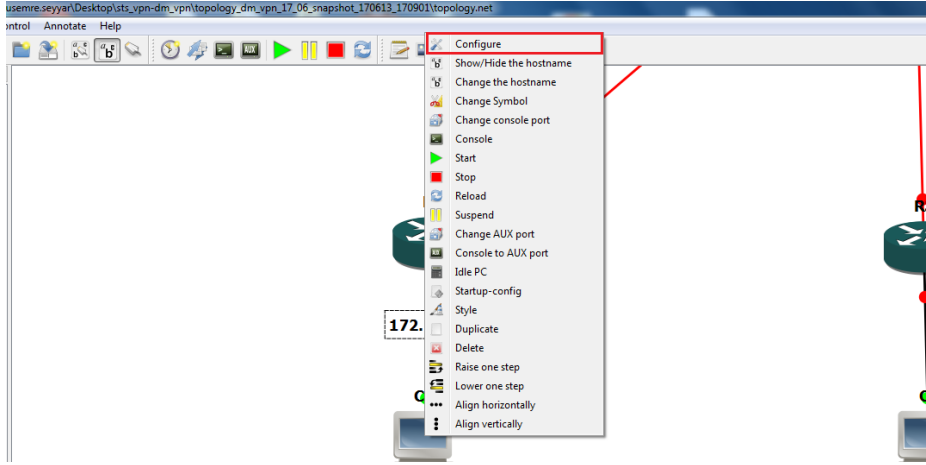 usemre.seyyar\Desktop\sts_vpn-dm_vpn\topology_dm_vpn_17_06_snapshot_170613_170901\topology.net
ontrol Annotate Help
Configure
Show/Hide the hostname
Change the hostname
Change Symbol
Change console port
Console
Start
Stop
Reload
Suspend
Change AUX port
Console to AUX port
Idle PC
Startup-config
Style
Duplicate
Delete
Raise one step
Lower one step
Align horizontally
Align vertically
172.